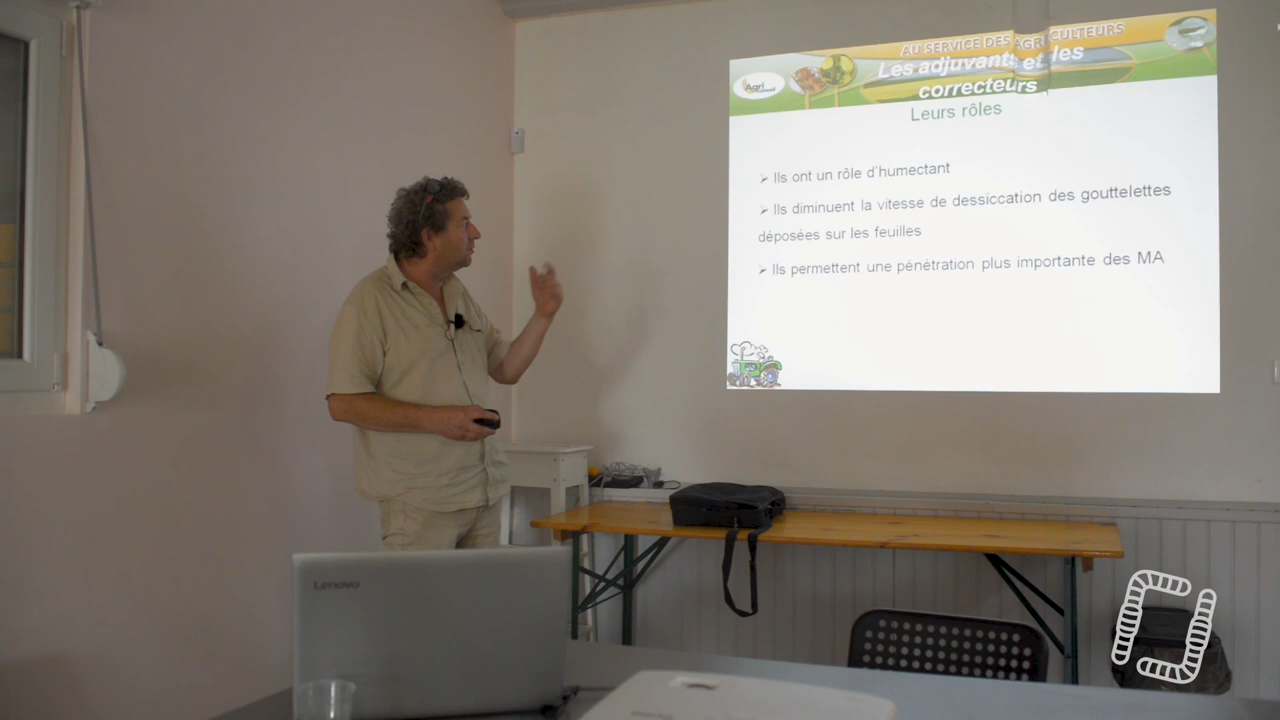 AU SERVICE DES AGRICULTEURS
Les adjuvants et les
correcteurs
Agri
Leurs rôles
➢ Ils ont un rôle d'humectant
➢ Ils diminuent la vitesse de dessiccation des gouttelettes
déposées sur les feuilles
➢ Ils permettent une pénétration plus importante des MA
Lenovo